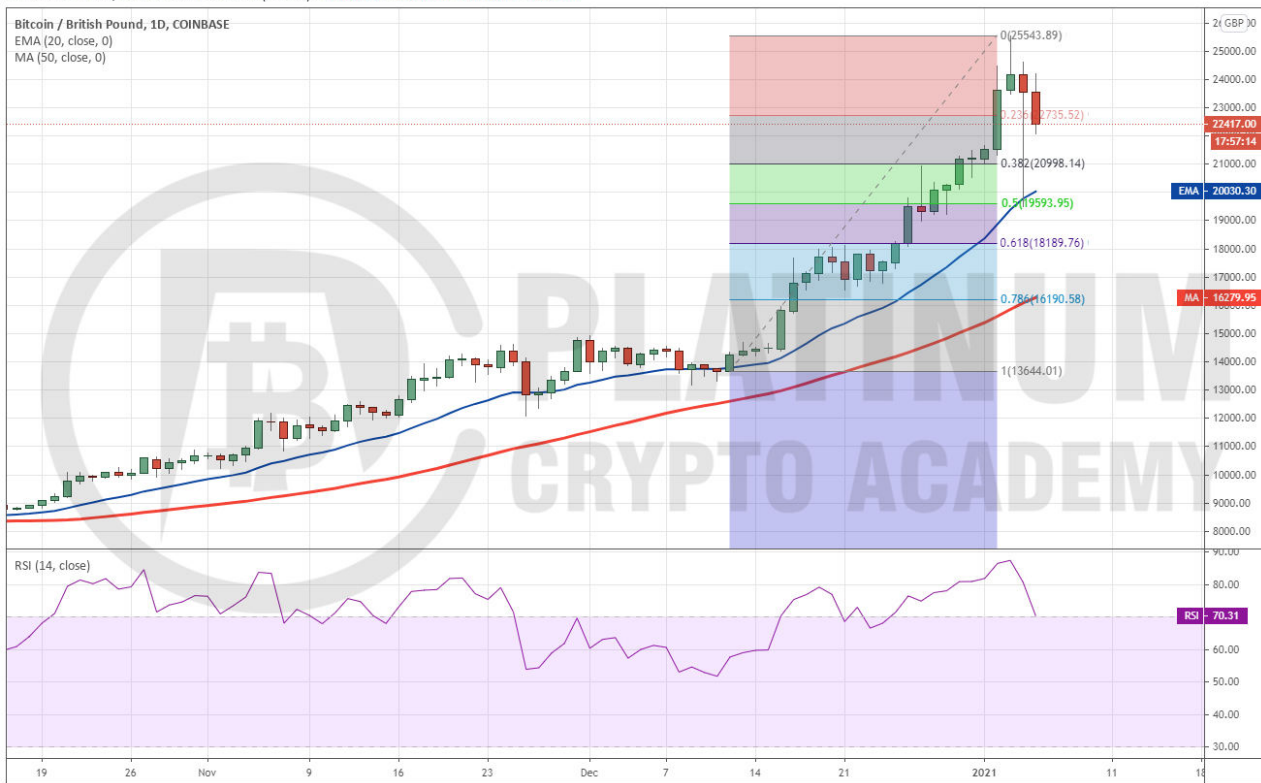 Bitcoin / British Pound, 1D, COINBASE
EMA (20, close, 0)
MA (50, close, 0)
GBP
25000.00
24000.00
23000.00
22417.00
17:57:14
21000.00
EMA 20030.30
19000.00
18000.00
17000.00
MA 16279.95
15000.00
14000.00
13000.00
12000.00
11000.00
10000.00
9000.00
8000.00
0(25543.89)
0.382(20998.14)
0.5(19593.95)
0.618(18189.76)
0.786(16190.58)
1(13644.01)
PLATINUM
CRYPTO ACADEMY
RSI (14, close)
90.00
80.00
RSI 70.31
60.00
50.00
40.00
30.00
19 26 Nov 9 16 23 Dec 7 14 21 2021 11 18